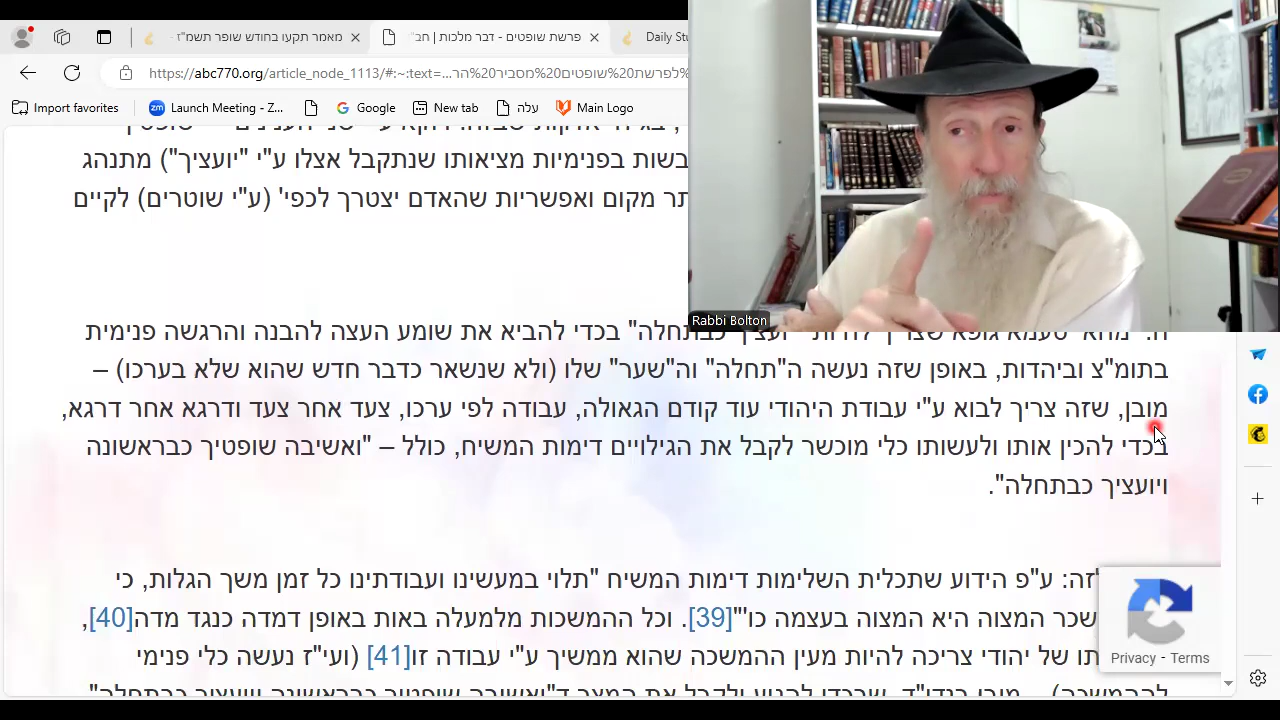 מאמר תקעו בחודש שופר תשמ"ז
פרשת שופטים - דבר מלכות | חב"
Daily Stu
https://abc770.org/article_node_1113/#:~:text=...לפרשת%20שופטים%20מסביר%20הר%
Import favorites
Launch Meeting - Z...
Google
New tab
עלה
Main Logo
בשות בפנימיות מציאותו שנתקבל אצלו ע"י "יועציך") מתנהג
תר מקום ואפשריות שהאדם יצטרך לכפי' (ע"י שוטרים) לקיים
Rabbi Bolton
כבתחלה" בכדי להביא את שומע העצה להבנה והרגשה פנימית
בתומ"צ וביהדות, באופן שזה נעשה ה"תחלה" וה"שער" שלו (ולא שנשאר כדבר חדש שהוא שלא בערכו) –
מובן, שזה צריך לבוא ע"י עבודת היהודי עוד קודם הגאולה, עבודה לפי ערכו, צעד אחר צעד ודרגא אחר דרגא,
בכדי להכין אותו ולעשותו כלי מוכשר לקבל את הגילויים דימות המשיח, כולל – "ואשיבה שופטיך כבראשונה
ויועציך כבתחלה".
לזה: ע"פ הידוע שתכלית השלימות דימות המשיח "תלוי במעשינו ועבודתינו כל זמן משך הגלות, כי
שכר המצוה היא המצוה בעצמה כו'"[39]. וכל ההמשכות מלמעלה באות באופן דמדה כנגד מדה[40],
תו של יהודי צריכה להיות מעין ההמשכה שהוא ממשיך ע"י עבודה זו[41] (ועי"ז נעשה כלי פנימי
Privacy - Terms